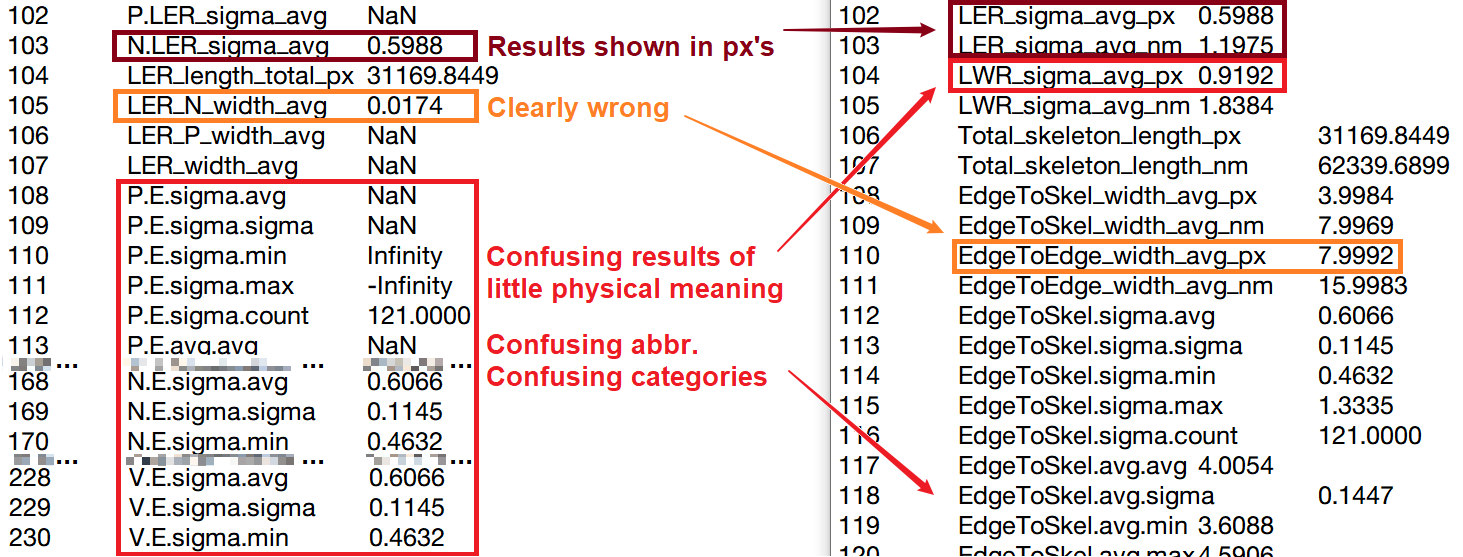 102 P.LER_sigma_avg NaN
103 N.LER_sigma_avg 0.5988
104 LER_length_total_px 31169.8449
105 LER_N_width_avg 0.0174
106 LER_P_width_avg NaN
107 LER_width_avg NaN
108 P.E.sigma.avg NaN
109 P.E.sigma.sigma NaN
110 P.E.sigma.min Infinity
111 P.E.sigma.max -Infinity
112 P.E.sigma.count 121.0000
113 P.E.avg.avg NaN
... ... ...
168 N.E.sigma.avg 0.6066
169 N.E.sigma.sigma 0.1145
170 N.E.sigma.min 0.4632
... ... ...
228 V.E.sigma.avg 0.6066
229 V.E.sigma.sigma 0.1145
230 V.E.sigma.min 0.4632
Results shown in px's
Clearly wrong
Confusing results of
little physical meaning
Confusing abbr.
Confusing categories
102 LER_sigma_avg_px 0.5988
103 LER_sigma_avg_nm 1.1975
104 LWR_sigma_avg_px 0.9192
105 LWR_sigma_avg_nm 1.8384
106 Total_skeleton_length_px 31169.8449
107 Total_skeleton_length_nm 62339.6899
108 EdgeToSkel_width_avg_px 3.9984
109 EdgeToSkel_width_avg_nm 7.9969
110 EdgeToEdge_width_avg_px 7.9992
111 EdgeToEdge_width_avg_nm 15.9983
112 EdgeToSkel.sigma.avg 0.6066
113 EdgeToSkel.sigma.sigma 0.1145
114 EdgeToSkel.sigma.min 0.4632
115 EdgeToSkel.sigma.max 1.3335
116 EdgeToSkel.sigma.count 121.0000
117 EdgeToSkel.avg.avg 4.0054
118 EdgeToSkel.avg.sigma 0.1447
119 EdgeToSkel.avg.min 3.6088
120 EdgeToSkel.avg.max 4.5906